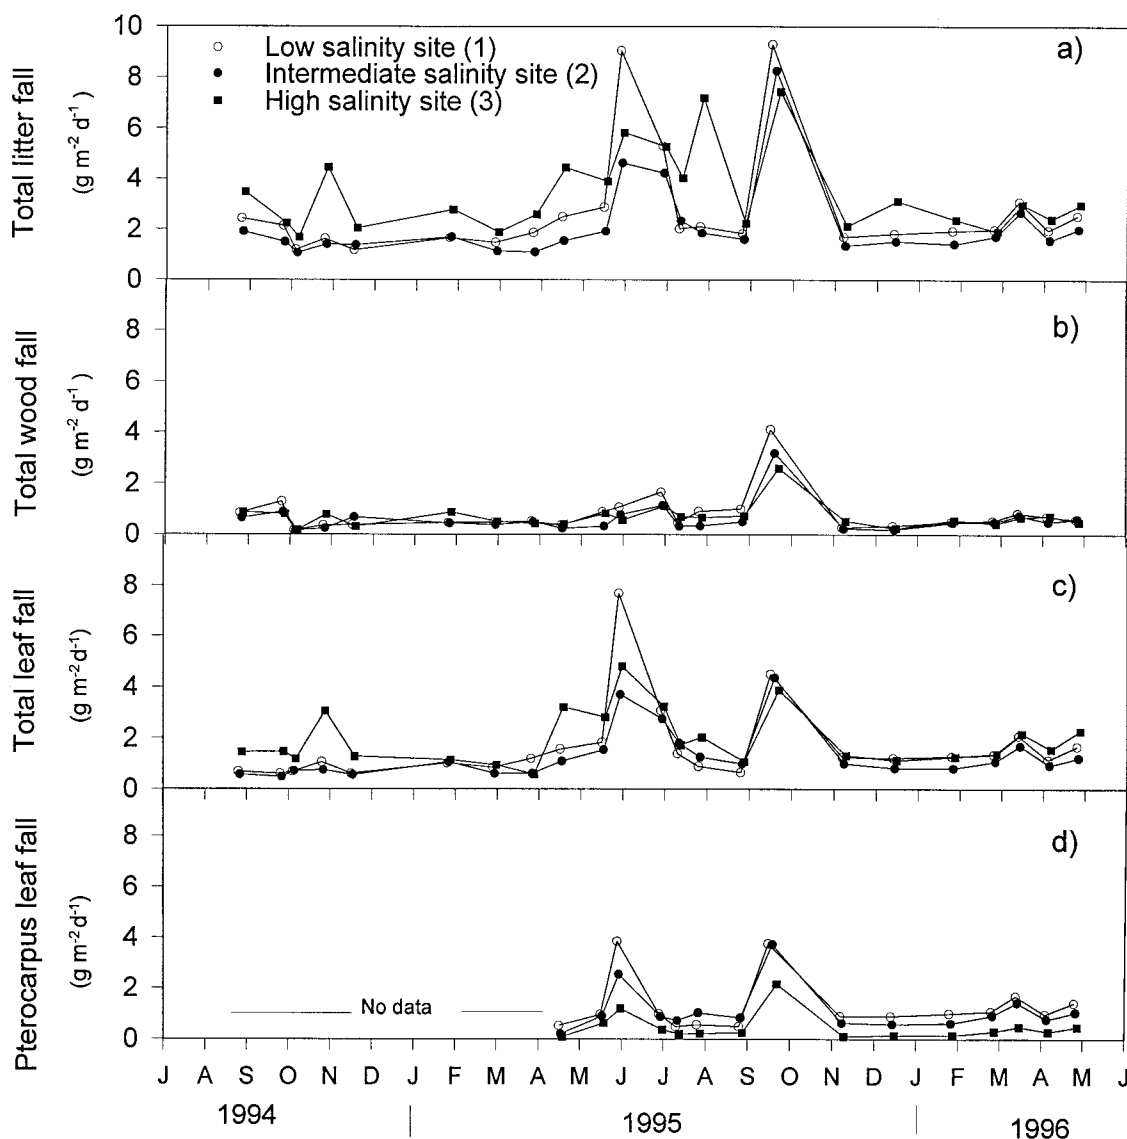 10
8
6
4
2
0
Total litter fall
(g m-2 d-1 )
Low salinity site (1)
Intermediate salinity site (2)
High salinity site (3)
a)
8
6
4
2
0
Total wood fall
(g m-2 d-1 )
b)
8
6
4
2
0
Total leaf fall
(g m-2d-1)
c)
8
6
4
2
0
Pterocarpus leaf fall
(g m-2d-1)
d)
No data
J A S O N D J F M A M J J A S O N D J F M A M J
1994 1995 1996